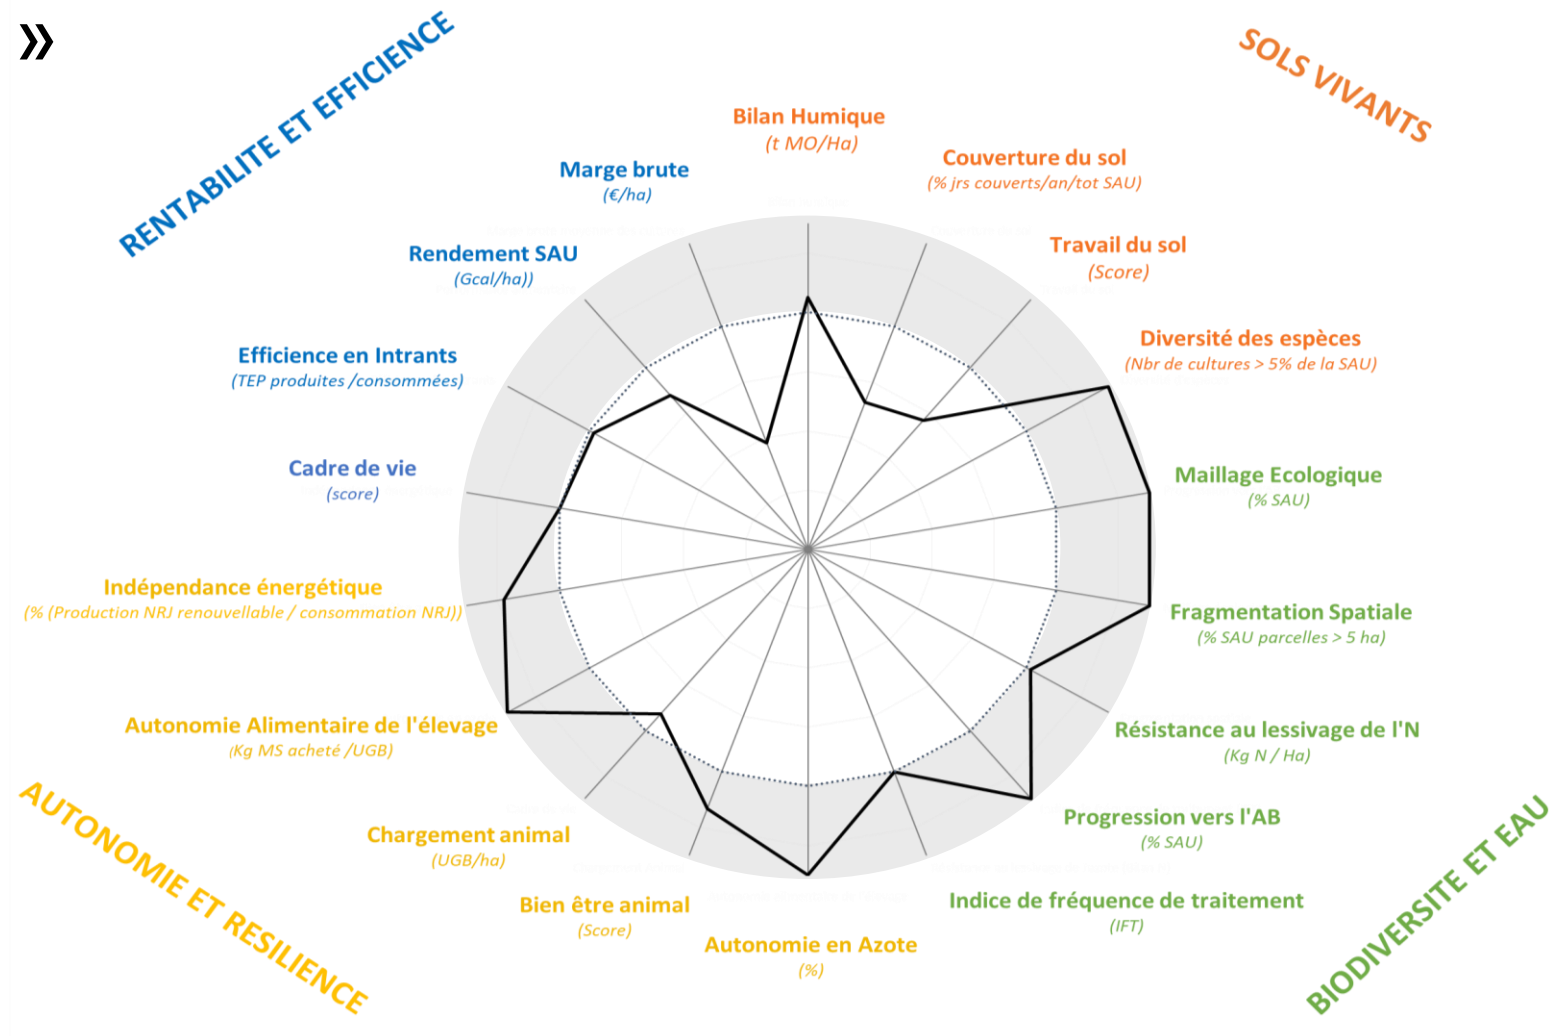 »
RENTABILITE ET EFFICIENCE
SOLS VIVANTS
Bilan Humique
(t MO/Ha)
Couverture du sol
(% jrs couverts/an/tot SAU)
Travail du sol
(Score)
Diversité des espèces
(Nbr de cultures > 5% de la SAU)
Maillage Ecologique
(% SAU)
Fragmentation Spatiale
(% SAU parcelles > 5 ha)
Résistance au lessivage de l'N
(Kg N / Ha)
Progression vers l'AB
(% SAU)
Indice de fréquence de traitement
(IFT)
Autonomie en Azote
(%)
Bien être animal
(Score)
Chargement animal
(UGB/ha)
Autonomie Alimentaire de l'élevage
(Kg MS acheté /UGB)
Indépendance énergétique
(% (Production NRJ renouvellable / consommation NRJ))
Cadre de vie
(score)
Efficience en Intrants
(TEP produites /consommées)
Rendement SAU
(Gcal/ha))
Marge brute
(€/ha)
AUTONOMIE ET RESILIENCE
BIODIVERSITE ET EAU